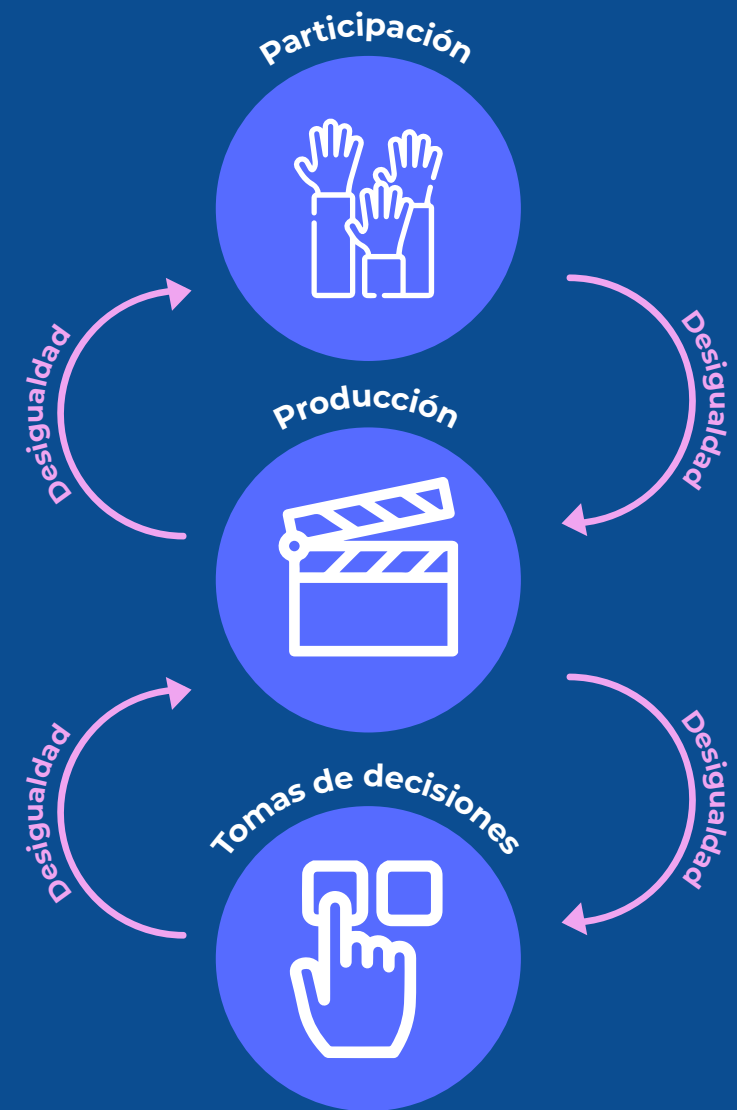 Participación
Desigualdad
Desigualdad
Producción
Desigualdad
Desigualdad
Tomas de decisiones